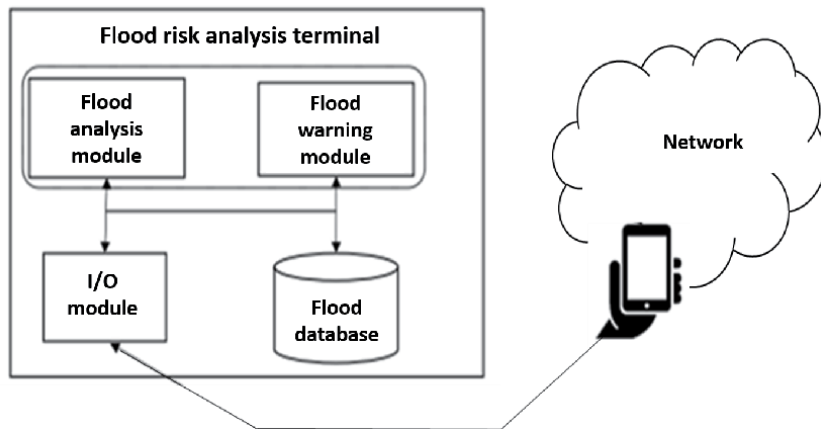 Flood risk analysis terminal
Flood
analysis
module
Flood
warning
module
Network
I/O
module
Flood
database